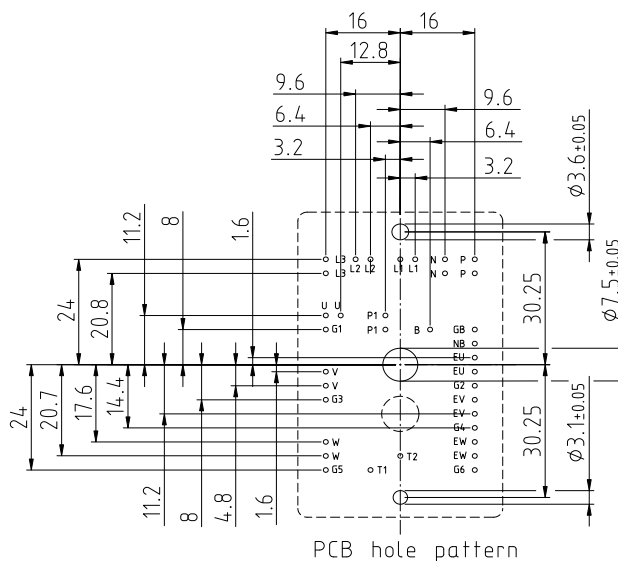 16 16
12.8
9.6 9.6
6.4 6.4
3.2 3.2
Ø3.6±0.05
11.2 8 1.6
L3 L2 L2 L1 L1 N P
L3 N P
24 20.8 30.25 Ø7.5±0.05
U U P1
G1 P1 B GB
NB
EU
V EU
V G2
G3 EV
EV
G4
W EW
W T2 EW
G5 T1 G6
24 20.7 17.6 14.4 30.25 Ø3.1±0.05
11.2 8 4.8 1.6
PCB hole pattern